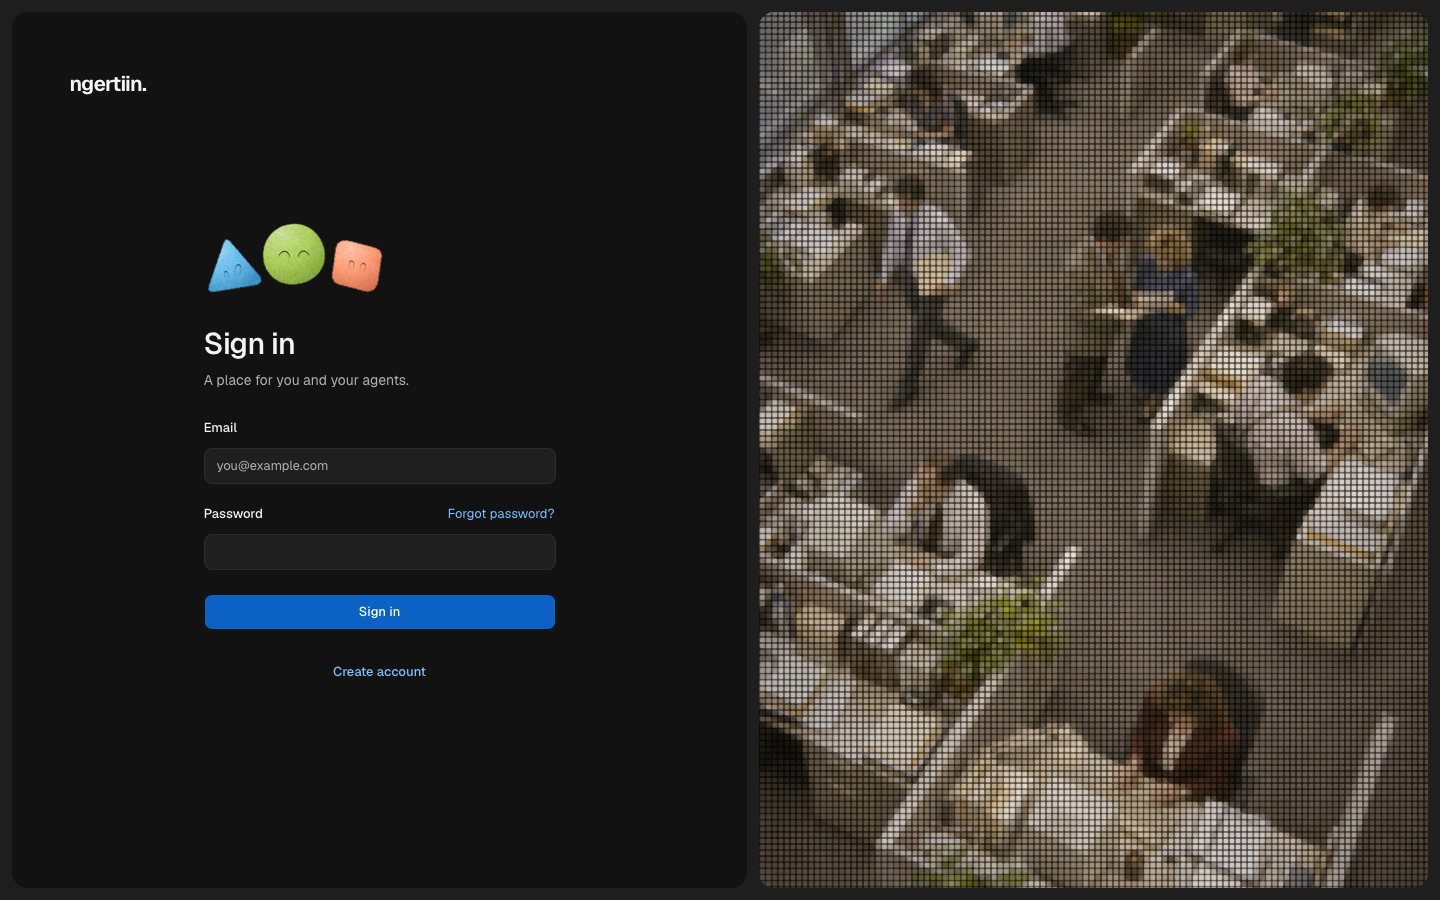 ngertiin.
Sign in
A place for you and your agents.
Email
you@example.com
Password
Forgot password?
Sign in
Create account